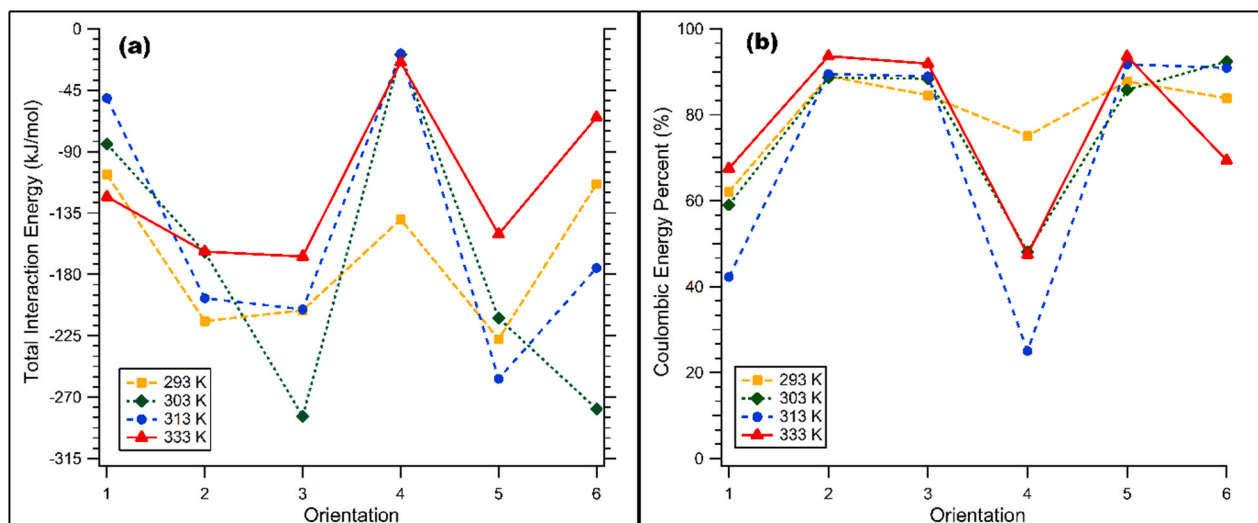 (a)
Total Interaction Energy (kJ/mol)
0
-45
-90
-135
-180
-225
-270
-315
293 K
303 K
313 K
333 K
1 2 3 4 5 6
Orientation
(b)
Coulombic Energy Percent (%)
100
80
60
40
20
0
293 K
303 K
313 K
333 K
1 2 3 4 5 6
Orientation